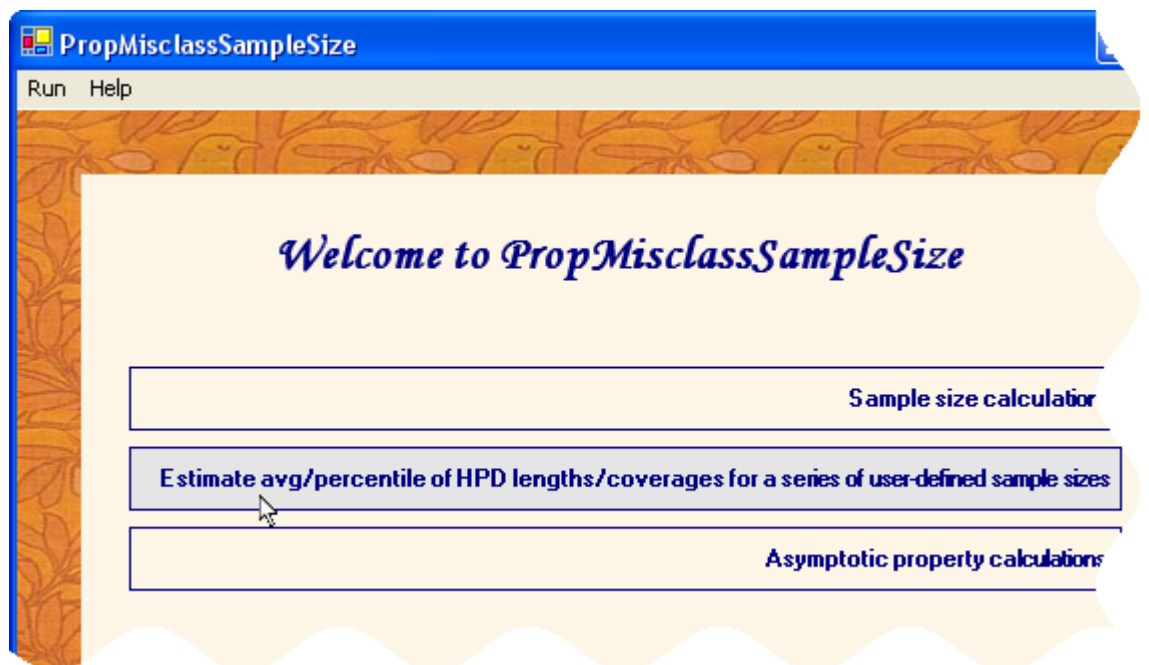 PropMisclassSampleSize
Run Help
Welcome to PropMisclassSampleSize
Sample size calculation
Estimate avg/percentile of HPD lengths/coverages for a series of user-defined sample sizes
Asymptotic property calculations